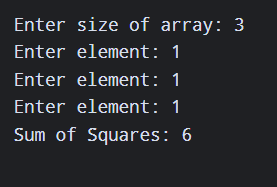 Enter size of array: 3
Enter element: 1
Enter element: 1
Enter element: 1
Sum of Squares: 6